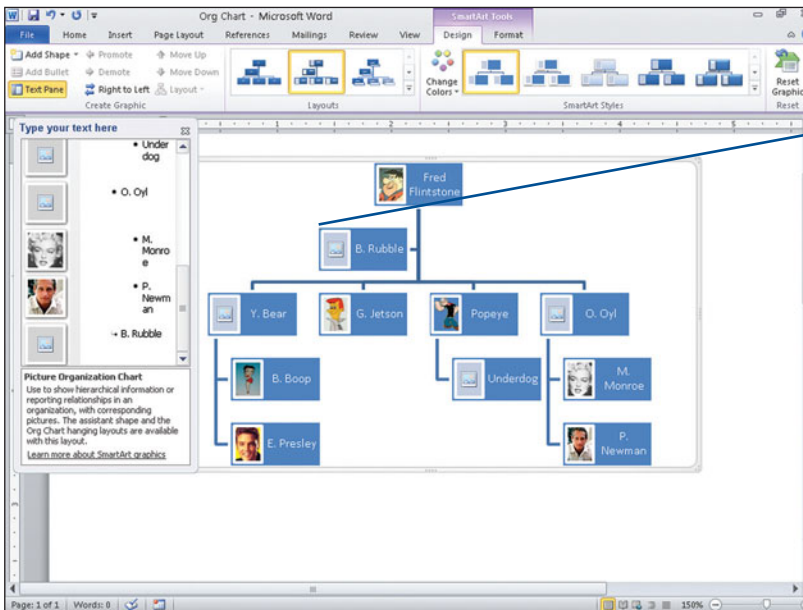 Org Chart - Microsoft Word
SmartArt Tools
File Home Insert Page Layout References Mailings Review View Design Format
Add Shape Promote Move Up
Add Bullet Demote Move Down
Text Pane Right to Left Layout
Change
Colors
Reset
Graphic
Create Graphic Layouts SmartArt Styles Reset
Type your text here
1 2 3 4 5
• Under
dog
• O. Oyl
• M.
Monro
e
• P.
Newm
an
B. Rubble
Picture Organization Chart
Use to show hierarchical information or
reporting relationships in an
organization, with corresponding
pictures. The assistant shape and the
Org Chart hanging layouts are available
with this layout.
Learn more about SmartArt graphics
Fred
Flintstone
B. Rubble
Y. Bear G. Jetson Popeye O. Oyl
B. Boop Underdog M.
Monroe
E. Presley P.
Newman
Page: 1 of 1 Words: 0 150%